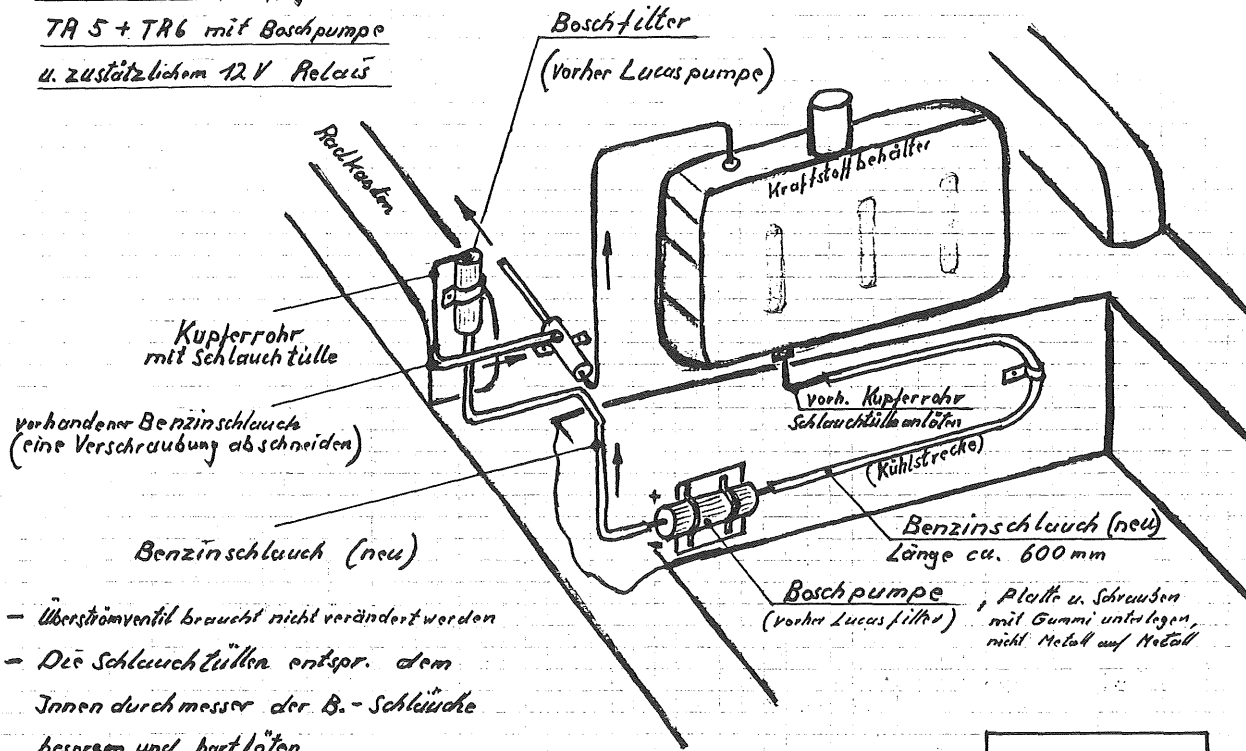 TR 5 + TR6 mit Boschpumpe
u. zustätzlichem 12 V Relais
Boschfilter
(vorher Lucaspumpe)
Radkasten
Kraftstoffbehälter
Kupferrohr
mit Schlauchtülle
vorhandener Benzinschlauch
(eine Verschraubung abschneiden)
vorh. Kupferrohr
Schlauchtülle anlöten
(Kühlstrecke)
+
-
Benzinschlauch (neu)
Benzinschlauch (neu)
Länge ca. 600 mm
Boschpumpe
(vorher Lucasfilter)
, Platte u. Schrauben
mit Gummi unterlegen,
nicht Metall auf Metall
- Überströmventil braucht nicht verändert werden
- Die Schlauchtüllen entspr. dem
Innendurchmesser der B.-Schläuche
besorgen und hartlöten